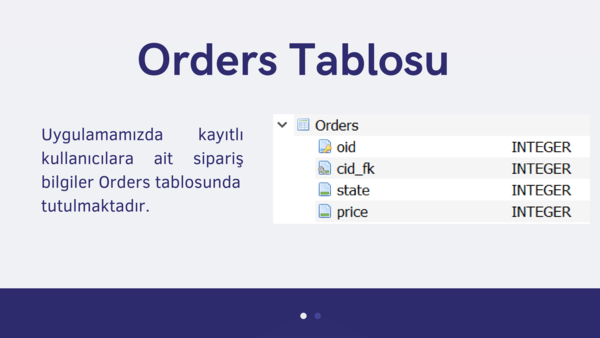 Orders Tablosu
Uygulamamızda kayıtlı
kullanıcılara ait sipariş
bilgiler Orders tablosunda
tutulmaktadır.
Orders
oid INTEGER
cid_fk INTEGER
state INTEGER
price INTEGER